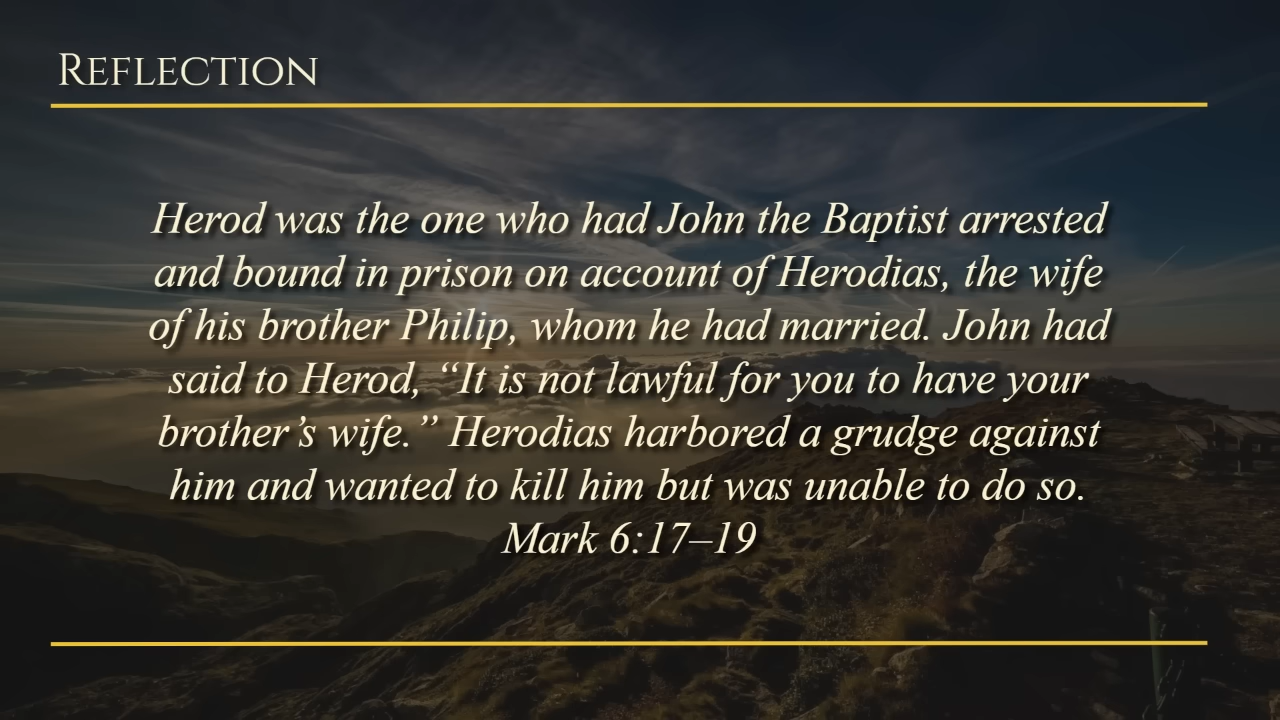 Reflection
Herod was the one who had John the Baptist arrested
and bound in prison on account of Herodias, the wife
of his brother Philip, whom he had married. John had
said to Herod, “It is not lawful for you to have your
brother’s wife.” Herodias harbored a grudge against
him and wanted to kill him but was unable to do so.
Mark 6:17–19